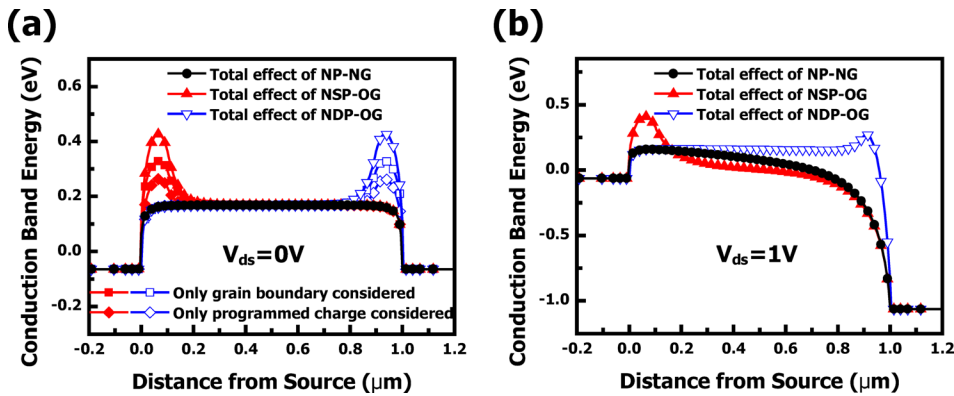 (a)
Conduction Band Energy (eV)
0.6
0.4
0.2
0.0
-0.2
Total effect of NP-NG
Total effect of NSP-OG
Total effect of NDP-OG
Vds=0V
Only grain boundary considered
Only programmed charge considered
-0.2 0.0 0.2 0.4 0.6 0.8 1.0 1.2
Distance from Source (μm)
(b)
Conduction Band Energy (eV)
0.5
0.0
-0.5
-1.0
Total effect of NP-NG
Total effect of NSP-OG
Total effect of NDP-OG
Vds=1V
-0.2 0.0 0.2 0.4 0.6 0.8 1.0 1.2
Distance from Source (μm)